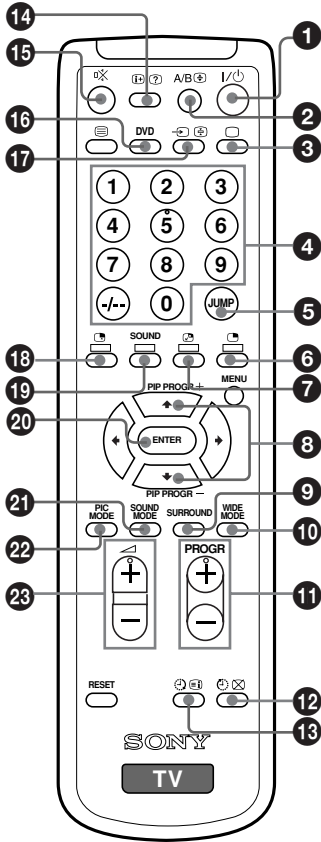 14
15
1
A/B
I/
16
DVD
2
17
3
1 2 3
4 5 6
4
7 8 9
-/-- 0 JUMP
5
18
SOUND
6
19
PIP PROGR +
MENU
7
20
ENTER
8
PIP PROGR –
21
9
PIC MODE
SOUND MODE
SURROUND
WIDE MODE
22
10
PROGR
23
+ +
11
– –
RESET
12
13
SONY
TV